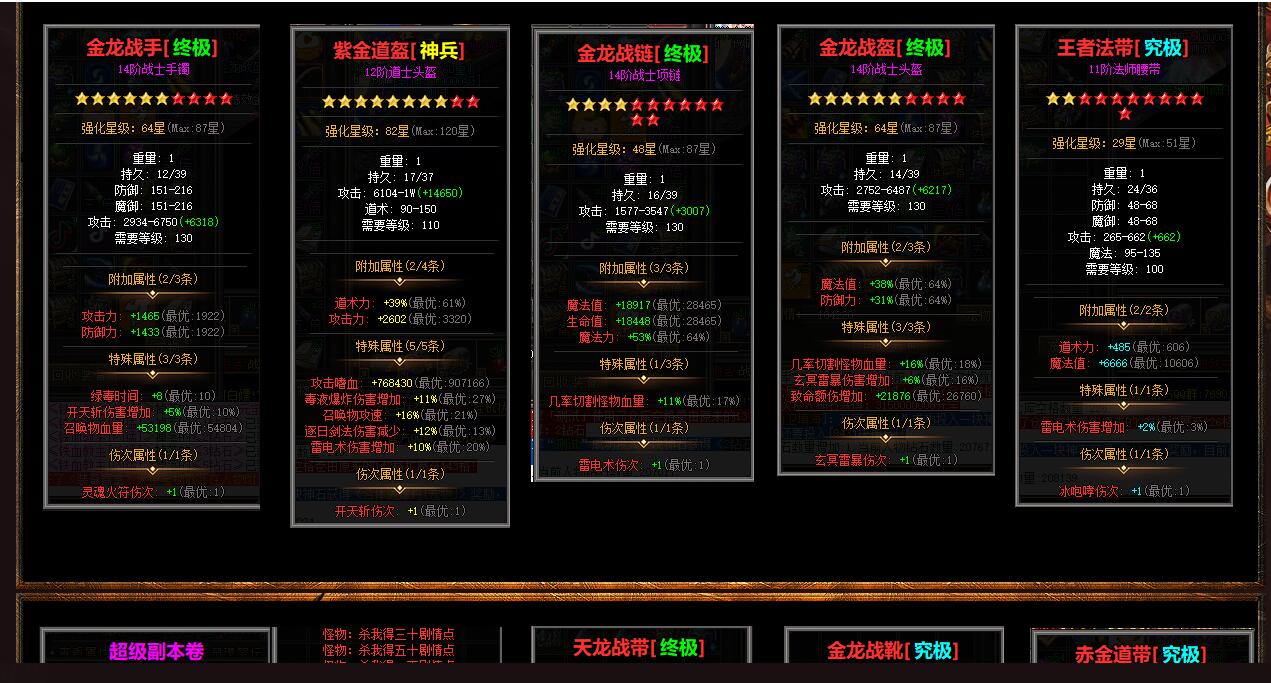 金龙战手[终极]
14阶战士手镯
强化星级: 64星(Max:87星)
重量: 1
持久: 12/39
防御: 151-216
魔御: 151-216
攻击: 2934-6750(+6318)
需要等级: 130
附加属性(2/3条)
攻击力: +1465(最优:1922)
防御力: +1433(最优:1922)
特殊属性(3/3条)
绿毒时间: +8(最优:10)
开天斩伤害增加: +5%(最优:10%)
召唤物血量: +53198(最优:54804)
伤次属性(1/1条)
灵魂火符伤次: +1(最优:1)
紫金道盔[神兵]
12阶道士头盔
强化星级: 82星(Max:120星)
重量: 1
持久: 17/37
攻击: 6104-1W(+14650)
道术: 90-150
需要等级: 110
附加属性(2/4条)
道术力: +39%(最优:61%)
攻击力: +2602(最优:3320)
特殊属性(5/5条)
攻击嗜血: +768430(最优:907166)
毒液爆炸伤害增加: +11%(最优:27%)
召唤物攻速: +16%(最优:21%)
逐日剑法伤害减少: +12%(最优:13%)
雷电术伤害增加: +10%(最优:20%)
伤次属性(1/1条)
开天斩伤次: +1(最优:1)
金龙战链[终极]
14阶战士项链
强化星级: 48星(Max:87星)
重量: 1
持久: 16/39
攻击: 1577-3547(+3007)
需要等级: 130
附加属性(3/3条)
魔法值: +18917(最优:28465)
生命值: +18448(最优:28465)
魔法力: +53%(最优:64%)
特殊属性(1/3条)
几率切割怪物血量: +11%(最优:17%)
伤次属性(1/1条)
雷电术伤次: +1(最优:1)
金龙战盔[终极]
14阶战士头盔
强化星级: 64星(Max:87星)
重量: 1
持久: 14/39
攻击: 2752-6487(+6217)
需要等级: 130
附加属性(2/3条)
魔法值: +38%(最优:64%)
防御力: +31%(最优:64%)
特殊属性(3/3条)
几率切割怪物血量: +16%(最优:18%)
玄冥雷暴伤害增加: +6%(最优:16%)
致命额伤增加: +21876(最优:26760)
伤次属性(1/1条)
玄冥雷暴伤次: +1(最优:1)
王者法带[究极]
11阶法师腰带
强化星级: 29星(Max:51星)
重量: 1
持久: 24/36
防御: 48-68
魔御: 48-68
攻击: 265-662(+662)
魔法: 95-135
需要等级: 100
附加属性(2/2条)
道术力: +485(最优:606)
魔法值: +6666(最优:10606)
特殊属性(1/1条)
雷电术伤害增加: +2%(最优:3%)
伤次属性(1/1条)
冰咆哮伤次: +1(最优:1)
超级副本卷
怪物: 杀我得三十剧情点
怪物: 杀我得五十剧情点
天龙战带[终极]
金龙战靴[究极]
赤金道带[究极]